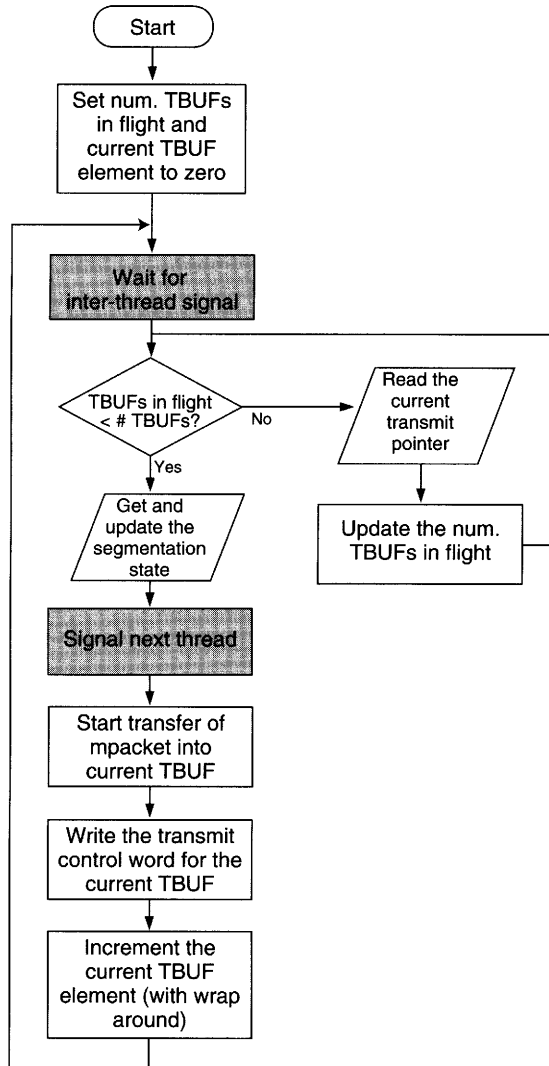 Start
Set num. TBUFs
in flight and
current TBUF
element to zero
Wait for
inter-thread signal
TBUFs in flight
< # TBUFs?
No
Read the
current
transmit
pointer
Yes
Get and
update the
segmentation
state
Update the num.
TBUFs in flight
Signal next thread
Start transfer of
mpacket into
current TBUF
Write the transmit
control word for the
current TBUF
Increment the
current TBUF
element (with wrap
around)